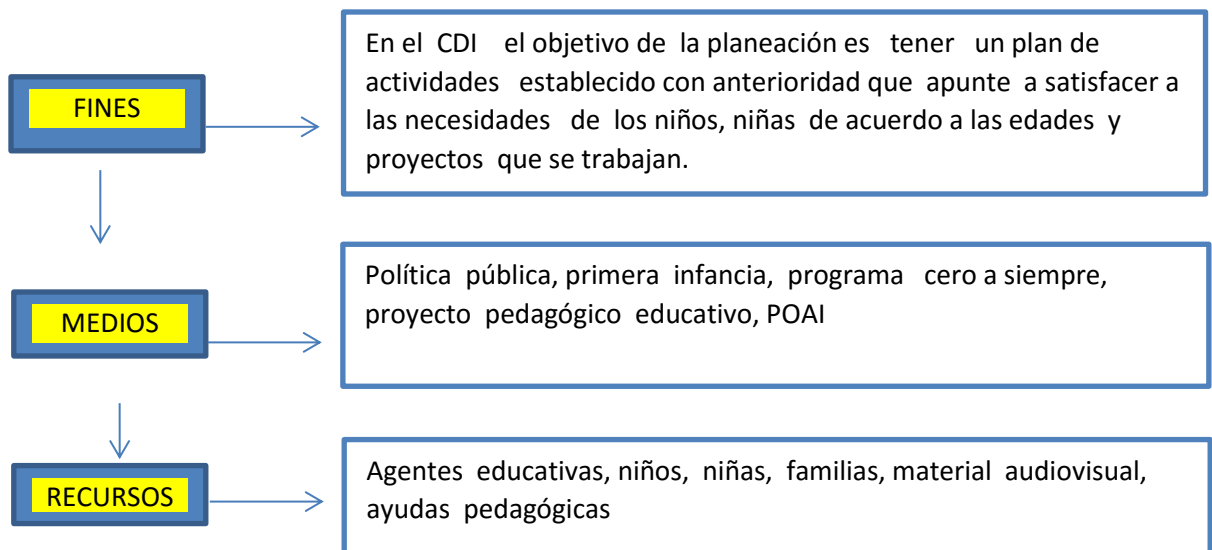 FINES
En el CDI el objetivo de la planeación es tener un plan de
actividades establecido con anterioridad que apunte a satisfacer a
las necesidades de los niños, niñas de acuerdo a las edades y
proyectos que se trabajan.
MEDIOS
Política pública, primera infancia, programa cero a siempre,
proyecto pedagógico educativo, POAI
RECURSOS
Agentes educativas, niños, niñas, familias, material audiovisual,
ayudas pedagógicas